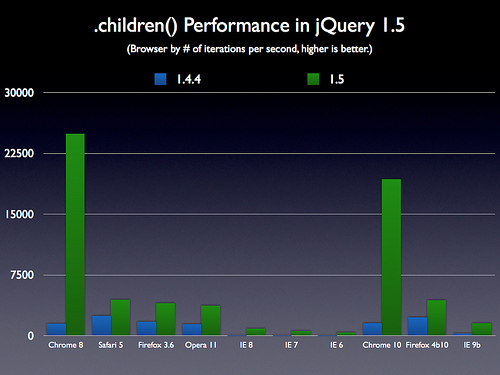 .children() Performance in jQuery 1.5
(Browser by # of iterations per second, higher is better.)
1.4.4 1.5
30000
22500
15000
7500
0
Chrome 8 Safari 5 Firefox 3.6 Opera 11 IE 8 IE 7 IE 6 Chrome 10 Firefox 4b10 IE 9b